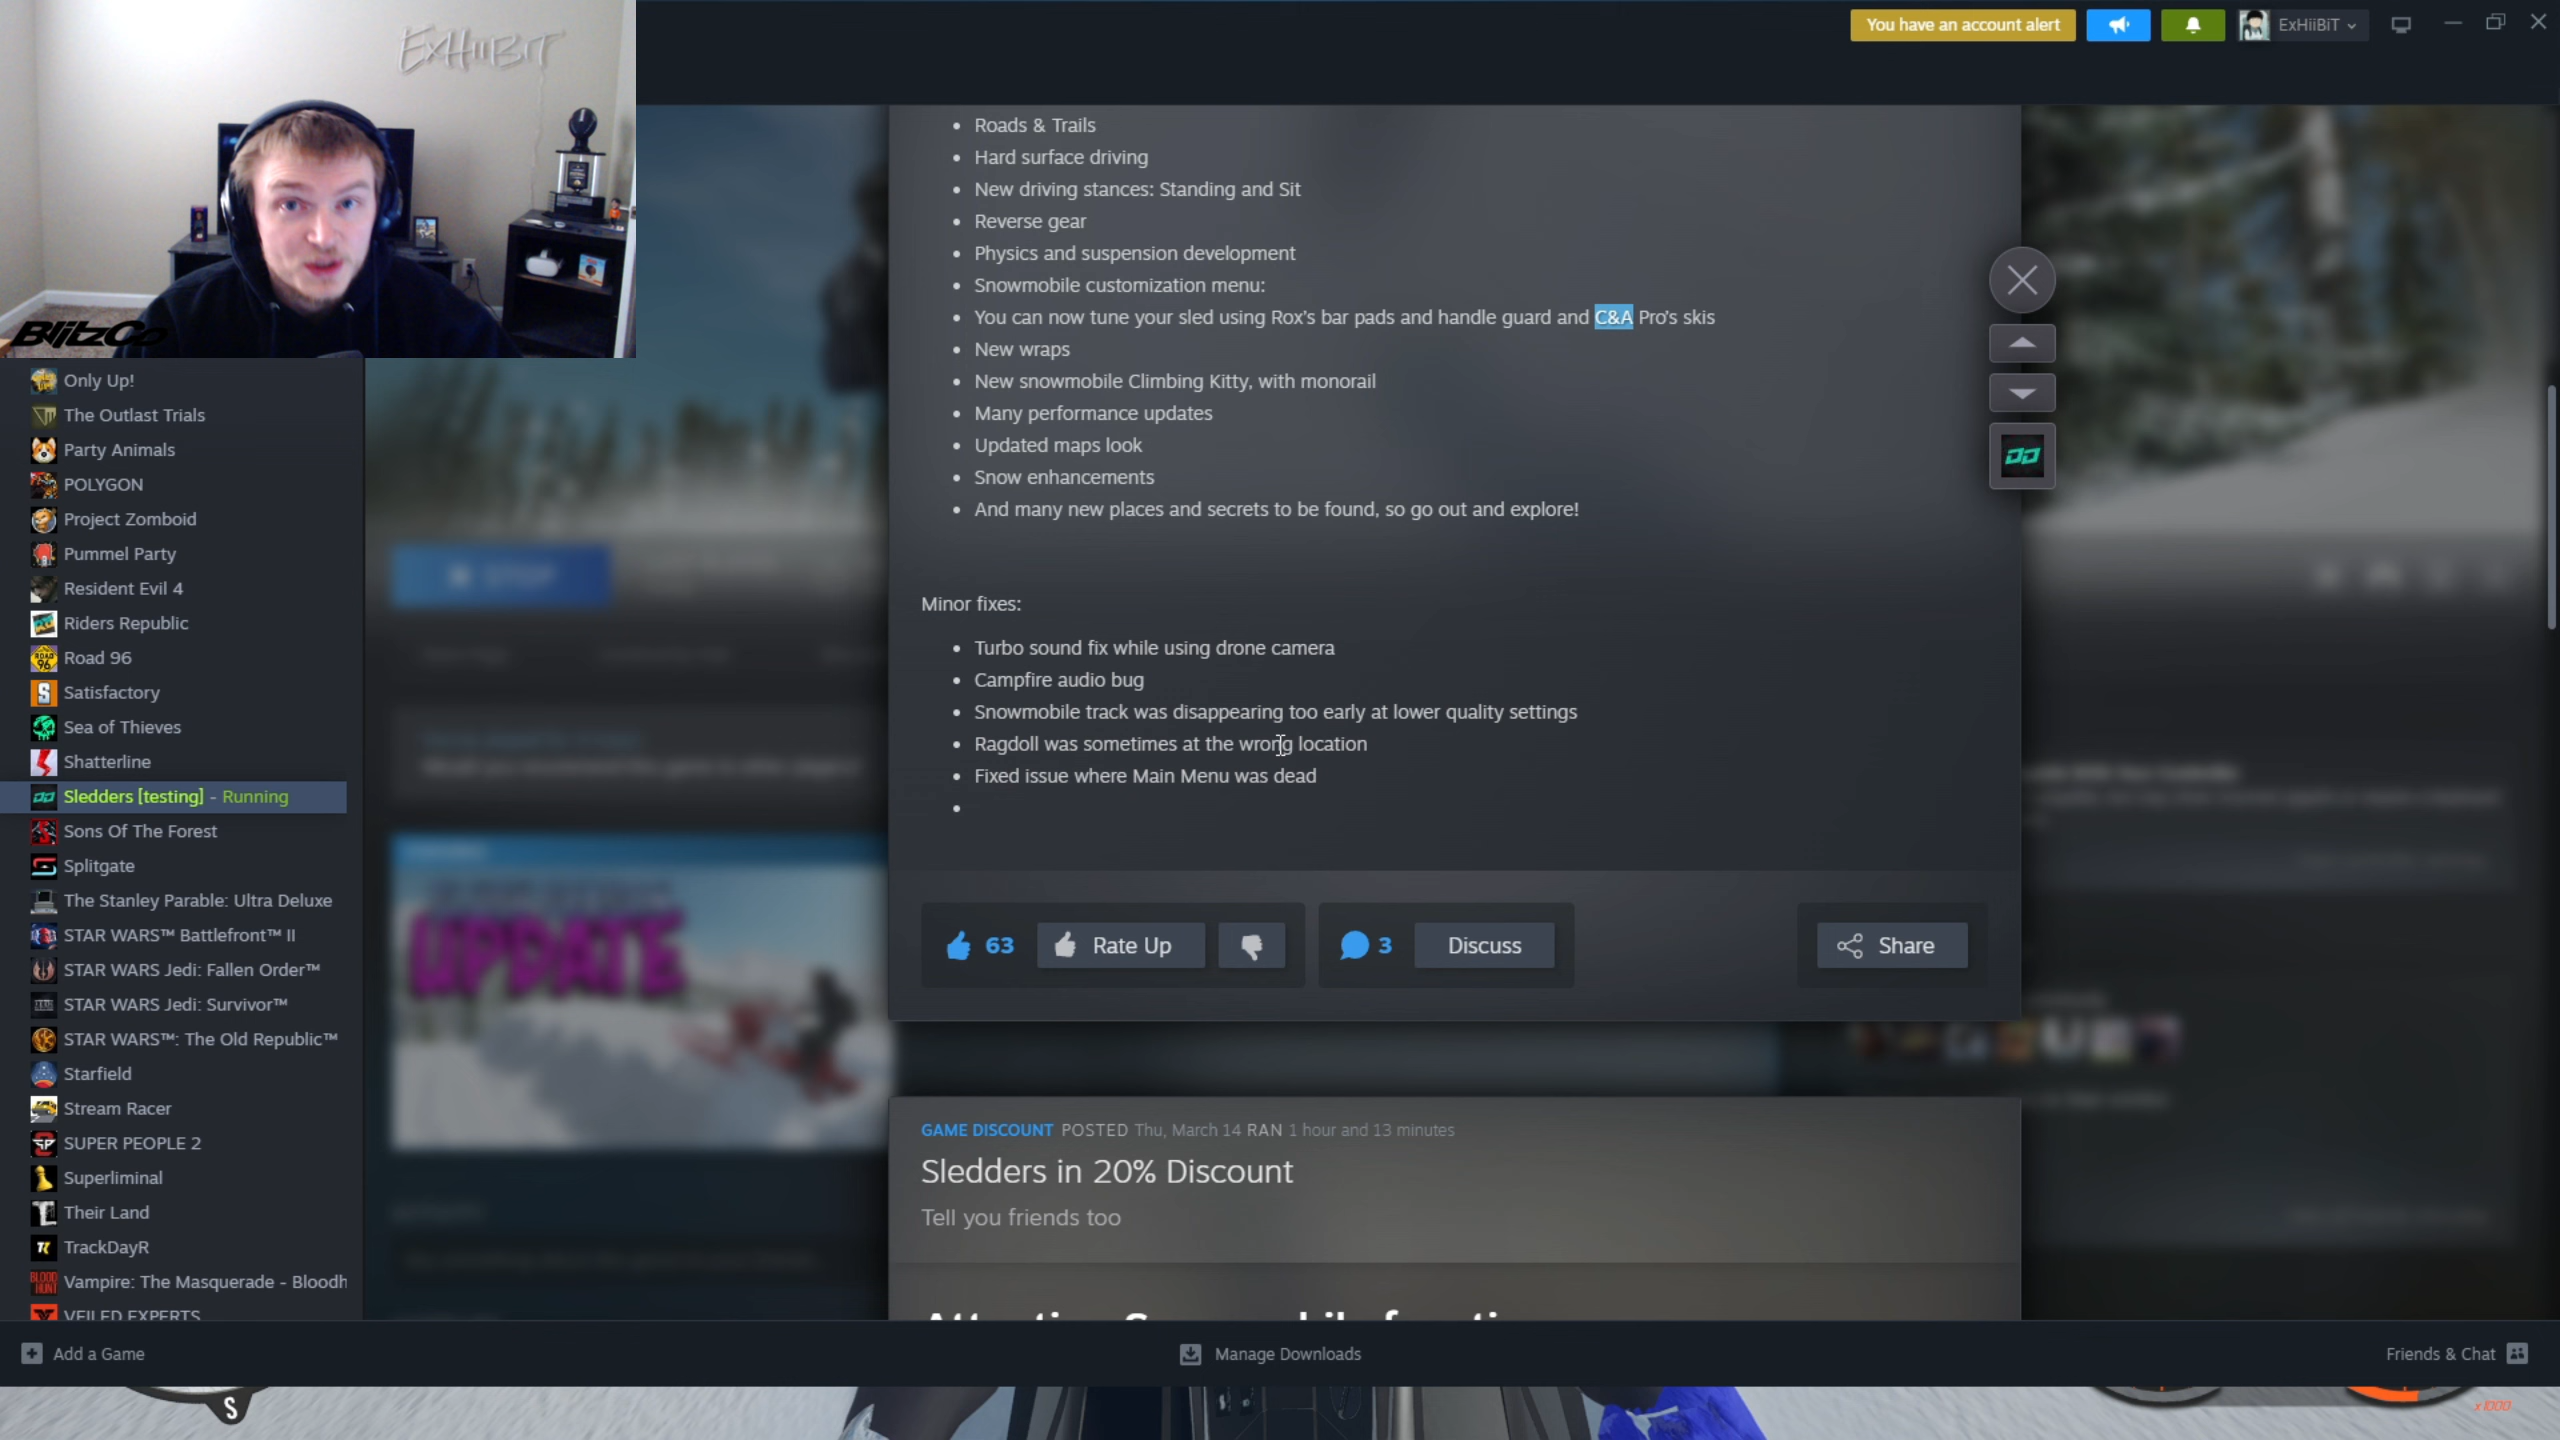 ExHiiBiT
You have an account alert
ExHiiBiT
BlitzCo
Roads & Trails
Hard surface driving
New driving stances: Standing and Sit
Reverse gear
Physics and suspension development
Snowmobile customization menu:
You can now tune your sled using Rox's bar pads and handle guard and C&A Pro's skis
New wraps
New snowmobile Climbing Kitty, with monorail
Many performance updates
Updated maps look
Snow enhancements
And many new places and secrets to be found, so go out and explore!
Minor fixes:
Turbo sound fix while using drone camera
Campfire audio bug
Snowmobile track was disappearing too early at lower quality settings
Ragdoll was sometimes at the wrong location
Fixed issue where Main Menu was dead
63
Rate Up
3
Discuss
Share
GAME DISCOUNT POSTED Thu, March 14 RAN 1 hour and 13 minutes
Sledders in 20% Discount
Tell you friends too
Only Up!
The Outlast Trials
Party Animals
POLYGON
Project Zomboid
Pummel Party
Resident Evil 4
Riders Republic
Road 96
Satisfactory
Sea of Thieves
Shatterline
Sledders [testing] - Running
Sons Of The Forest
Splitgate
The Stanley Parable: Ultra Deluxe
STAR WARS™ Battlefront™ II
STAR WARS Jedi: Fallen Order™
STAR WARS Jedi: Survivor™
STAR WARS™: The Old Republic™
Starfield
Stream Racer
SUPER PEOPLE 2
Superliminal
Their Land
TrackDayR
Vampire: The Masquerade - Bloodh
VEILED EXPERTS
UPDATE
Add a Game
Manage Downloads
Friends & Chat
S
x1000